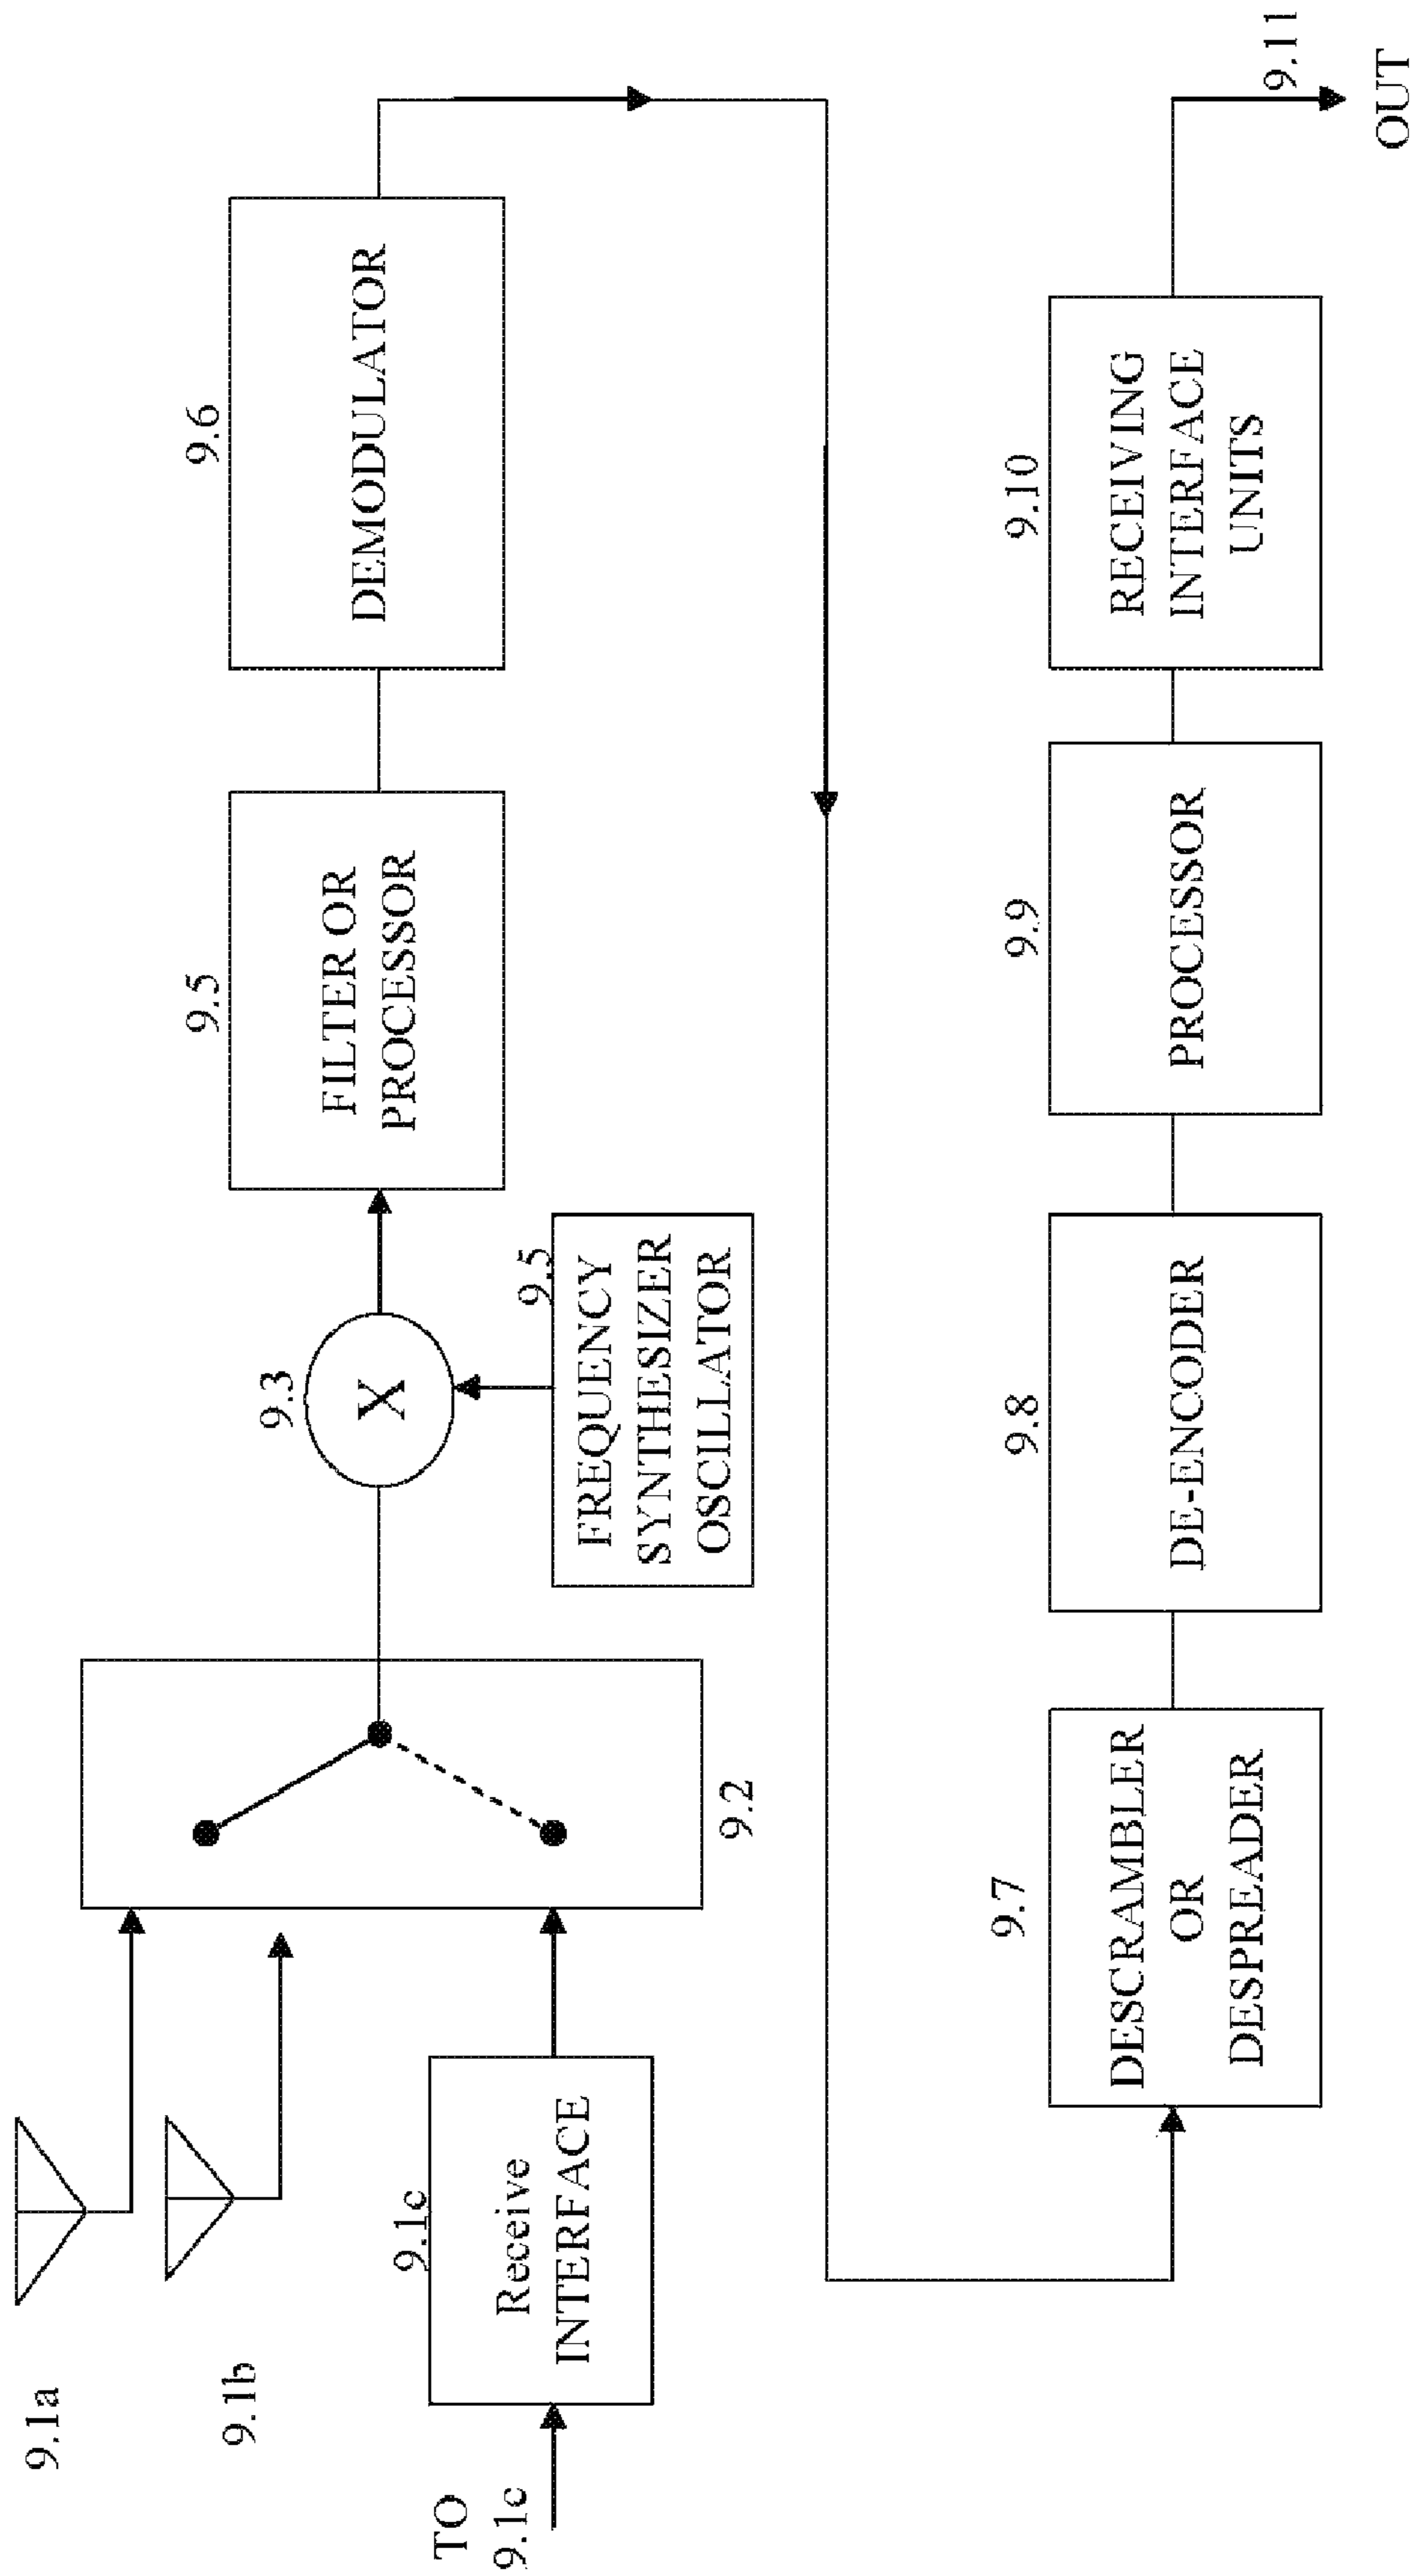 9.1a
9.1b
TO
9.1c
9.1c
Receive
INTERFACE
9.2
9.3
X
9.5
FREQUENCY
SYNTHESIZER
OSCILLATOR
9.5
FILTER OR
PROCESSOR
9.6
DEMODULATOR
9.7
DESCRAMBLER
OR
DESPREADER
9.8
DE-ENCODER
9.9
PROCESSOR
9.10
RECEIVING
INTERFACE
UNITS
9.11
OUT